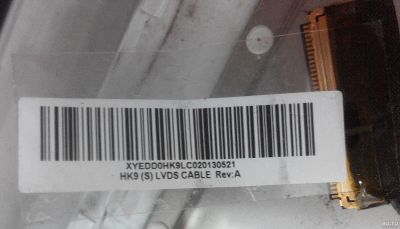 XYEDD0HK9LC020130521
HK9 (S) LVDS CABLE Rev:A